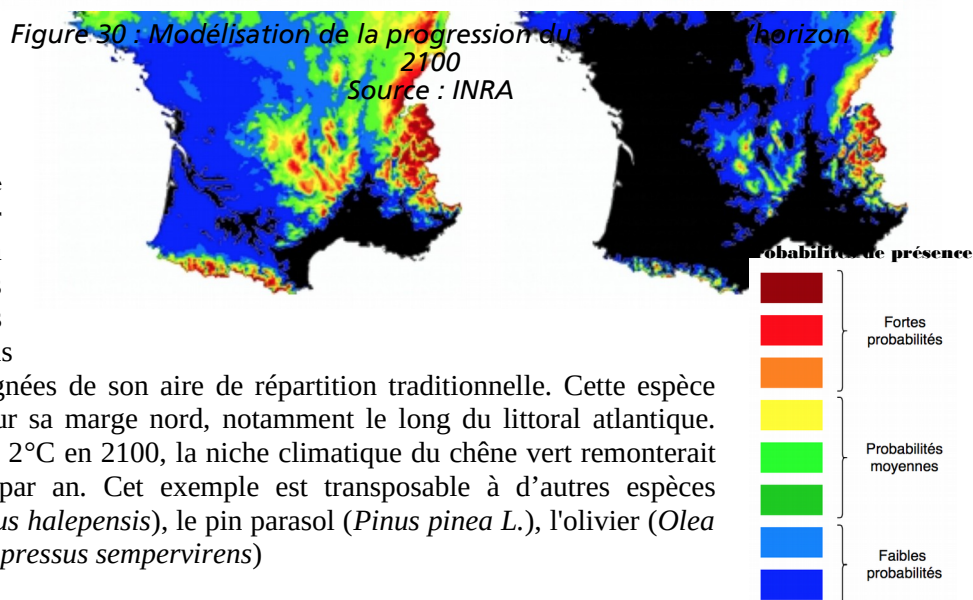 Figure 30 : Modélisation de la progression du horizon
2100
Source : INRA
obabilités de présence
Fortes
probabilités
Probabilités
moyennes
Faibles
probabilités
gnées de son aire de répartition traditionnelle. Cette espèce
ur sa marge nord, notamment le long du littoral atlantique.
2°C en 2100, la niche climatique du chêne vert remonterait
par an. Cet exemple est transposable à d’autres espèces
us halepensis), le pin parasol (Pinus pinea L.), l'olivier (Olea
pressus sempervirens)